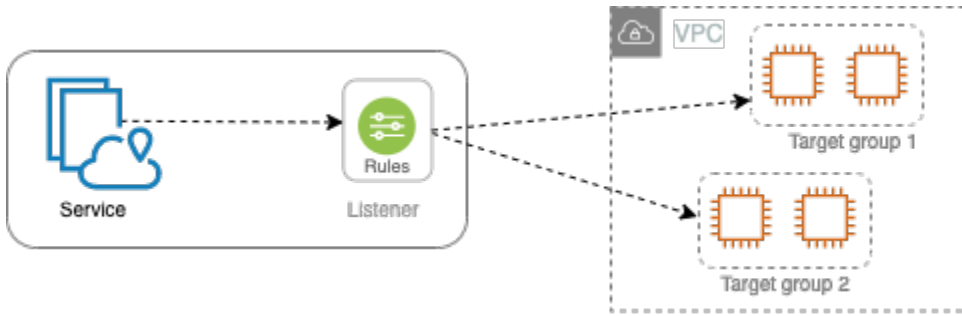 VPC
Target group 1
Rules
Service
Listener
Target group 2